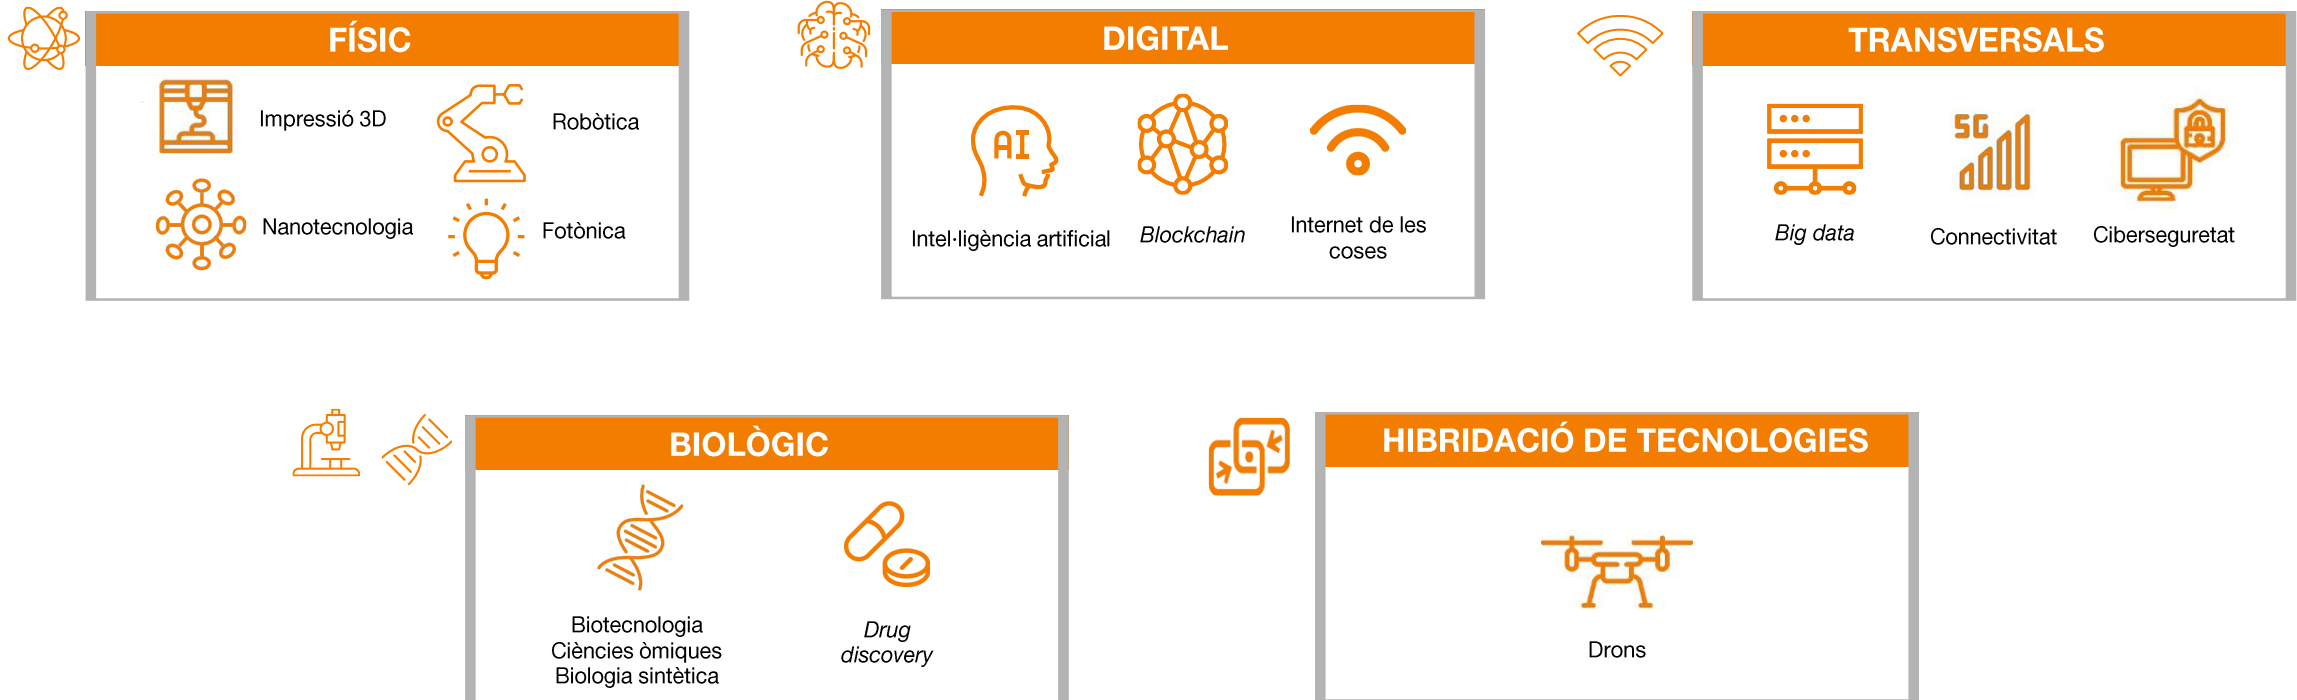 FÍSIC
Impressió 3D
Robòtica
Nanotecnologia
Fotònica
DIGITAL
AI
Intel·ligència artificial
Blockchain
Internet de les
coses
TRANSVERSALS
5G
Big data
Connectivitat
Ciberseguretat
BIOLÒGIC
Biotecnologia
Ciències òmiques
Biologia sintètica
Drug
discovery
HIBRIDACIÓ DE TECNOLOGIES
Drons